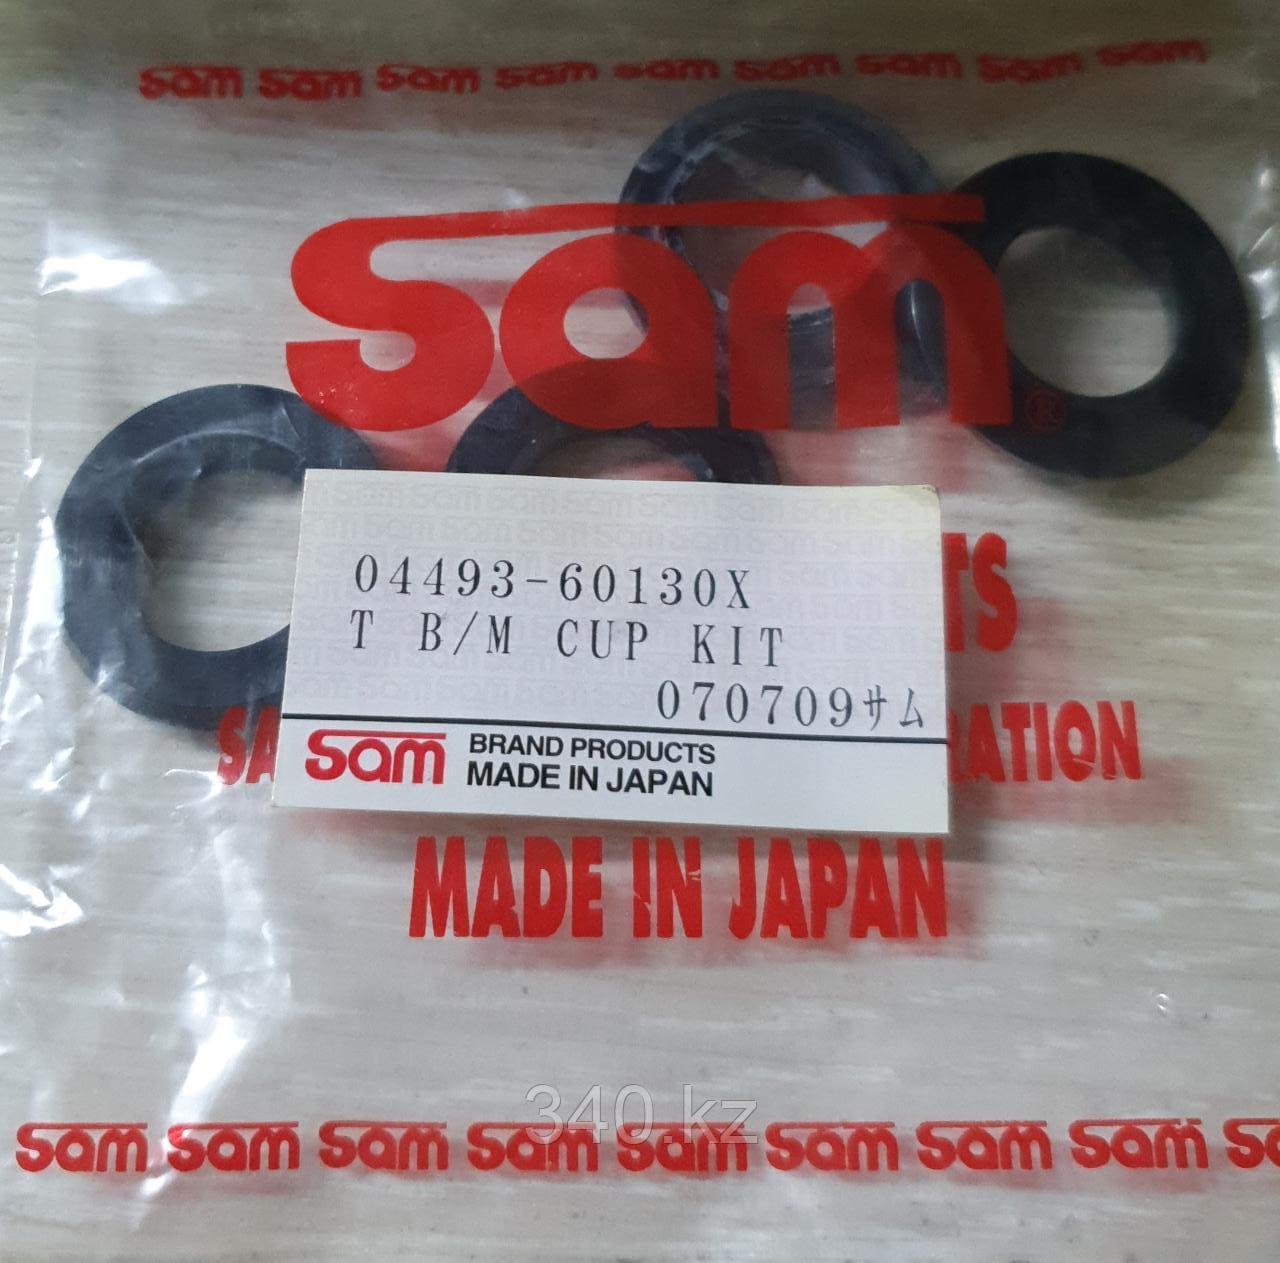 sam sam sam sam sam sam sam sam sam
sam ®
04493-60130X
T B/M CUP KIT
070709サム
sam BRAND PRODUCTS
MADE IN JAPAN
MADE IN JAPAN
340.kz
sam sam sam sam sam sam sam sam